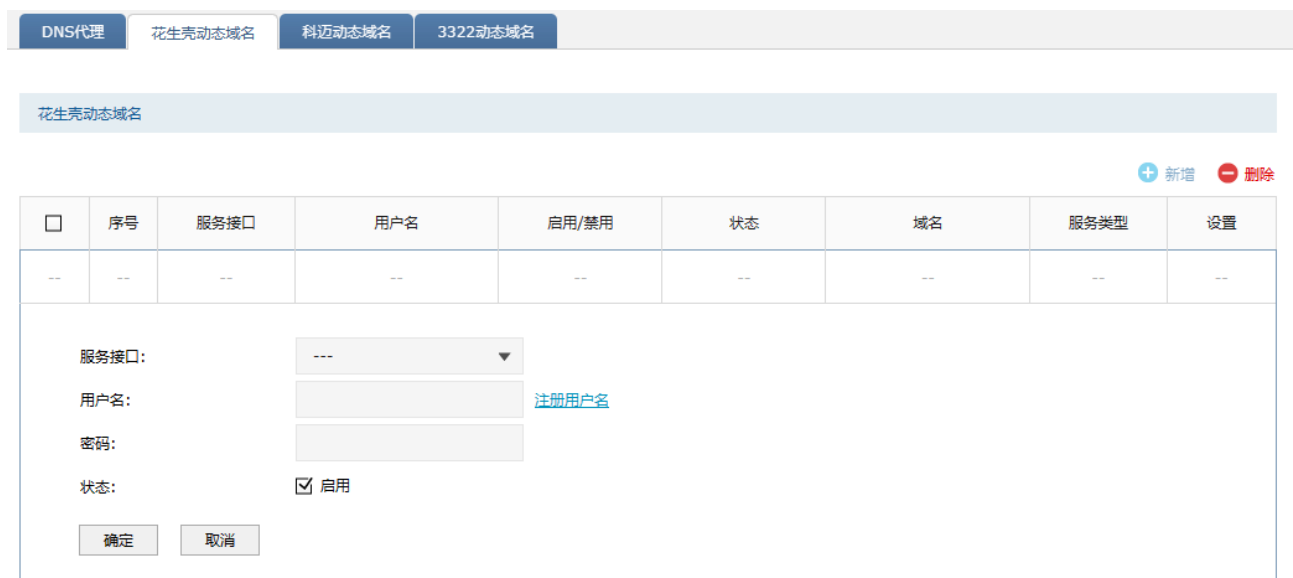 DNS代理 花生壳动态域名 科迈动态域名 3322动态域名
花生壳动态域名
新增 删除
序号 服务接口 用户名 启用/禁用 状态 域名 服务类型 设置
-- -- -- -- -- -- -- -- --
服务接口: ---
用户名: 注册用户名
密码:
状态: 启用
确定 取消